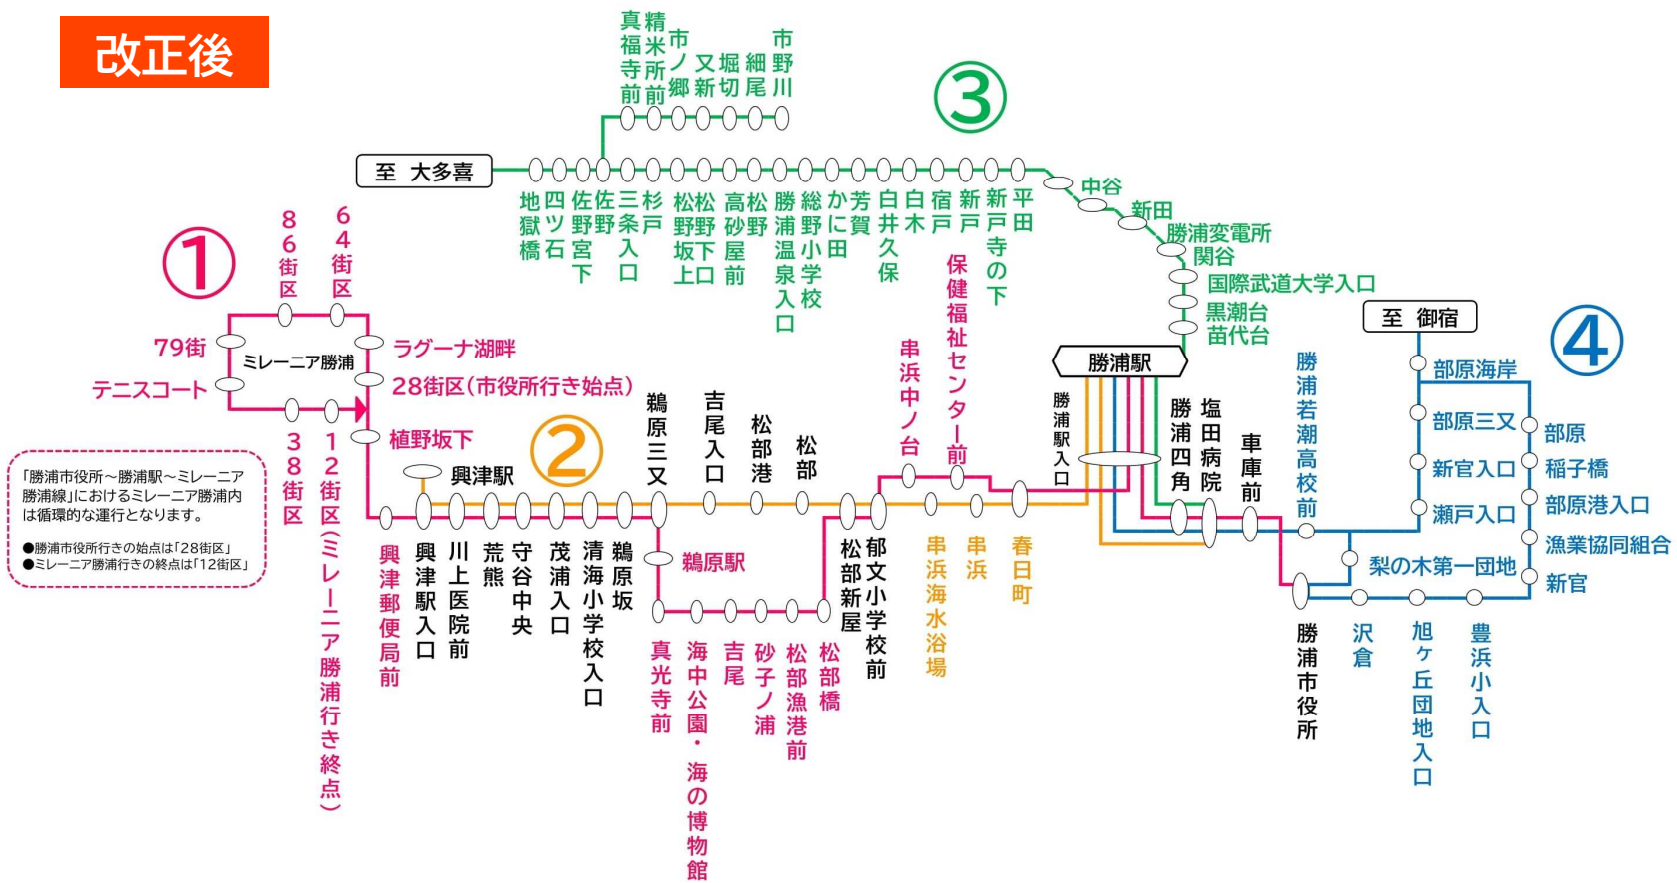 改正後
真福寺前
精米所前
市ノ郷
又新
堀切
細尾
市野川
③
至 大多喜
地獄橋
四ツ石
佐野宮下
佐野
三条入口
杉戸
松野坂上
松野下口
高砂屋前
松野
勝浦温泉入口
総野小学校
かに田
芳賀
白井久保
白木
宿戸
新戸
新戸寺の下
平田
中谷
新田
勝浦変電所
関谷
国際武道大学入口
黒潮台
苗代台
①
86街区
64街区
79街
ミレーニア勝浦
ラグーナ湖畔
テニスコート
28街区(市役所行き始点)
38街区
12街区(ミレーニア勝浦行き終点)
植野坂下
「勝浦市役所～勝浦駅～ミレーニア
勝浦線」におけるミレーニア勝浦内
は循環的な運行となります。
●勝浦市役所行きの始点は「28街区」
●ミレーニア勝浦行きの終点は「12街区」
②
興津駅
興津郵便局前
興津駅入口
川上医院前
荒熊
守谷中央
茂浦入口
清海小学校入口
鵜原坂
鵜原三又
吉尾入口
松部港
松部
鵜原駅
真光寺前
海中公園・海の博物館
吉尾
砂子ノ浦
松部漁港前
松部橋
松部新屋
郁文小学校前
串浜中ノ台
保健福祉センター前
串浜海水浴場
串浜
春日町
勝浦駅
勝浦駅入口
勝浦四角
塩田病院
車庫前
勝浦若潮高校前
勝浦市役所
至 御宿
④
部原海岸
部原三又
新官入口
瀬戸入口
梨の木第一団地
部原
稲子橋
部原港入口
漁業協同組合
新官
沢倉
旭ヶ丘団地入口
豊浜小入口